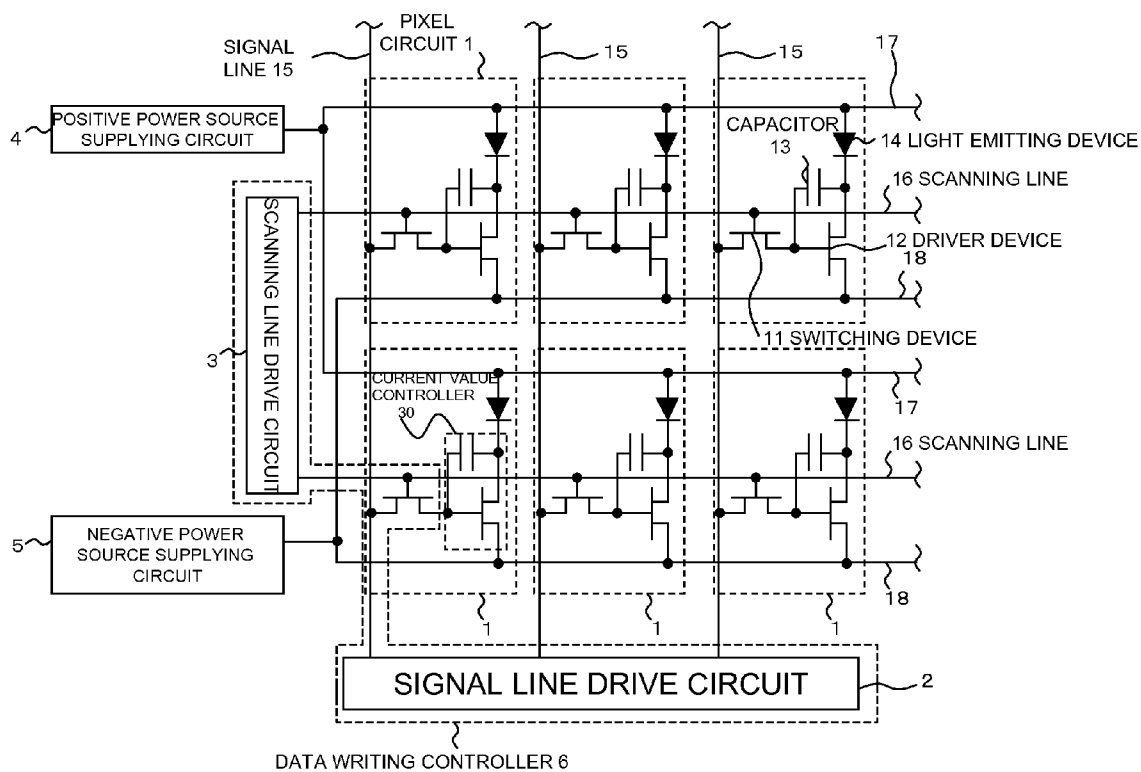 PIXEL
CIRCUIT 1
SIGNAL
LINE 15
15
15
17
4
POSITIVE POWER SOURCE
SUPPLYING CIRCUIT
CAPACITOR
13
14 LIGHT EMITTING DEVICE
16 SCANNING LINE
12 DRIVER DEVICE
18
11 SWITCHING DEVICE
3
SCANNING LINE DRIVE CIRCUIT
CURRENT VALUE
CONTROLLER
30
17
16 SCANNING LINE
5
NEGATIVE POWER
SOURCE SUPPLYING
CIRCUIT
18
1
1
1
SIGNAL LINE DRIVE CIRCUIT
2
DATA WRITING CONTROLLER 6